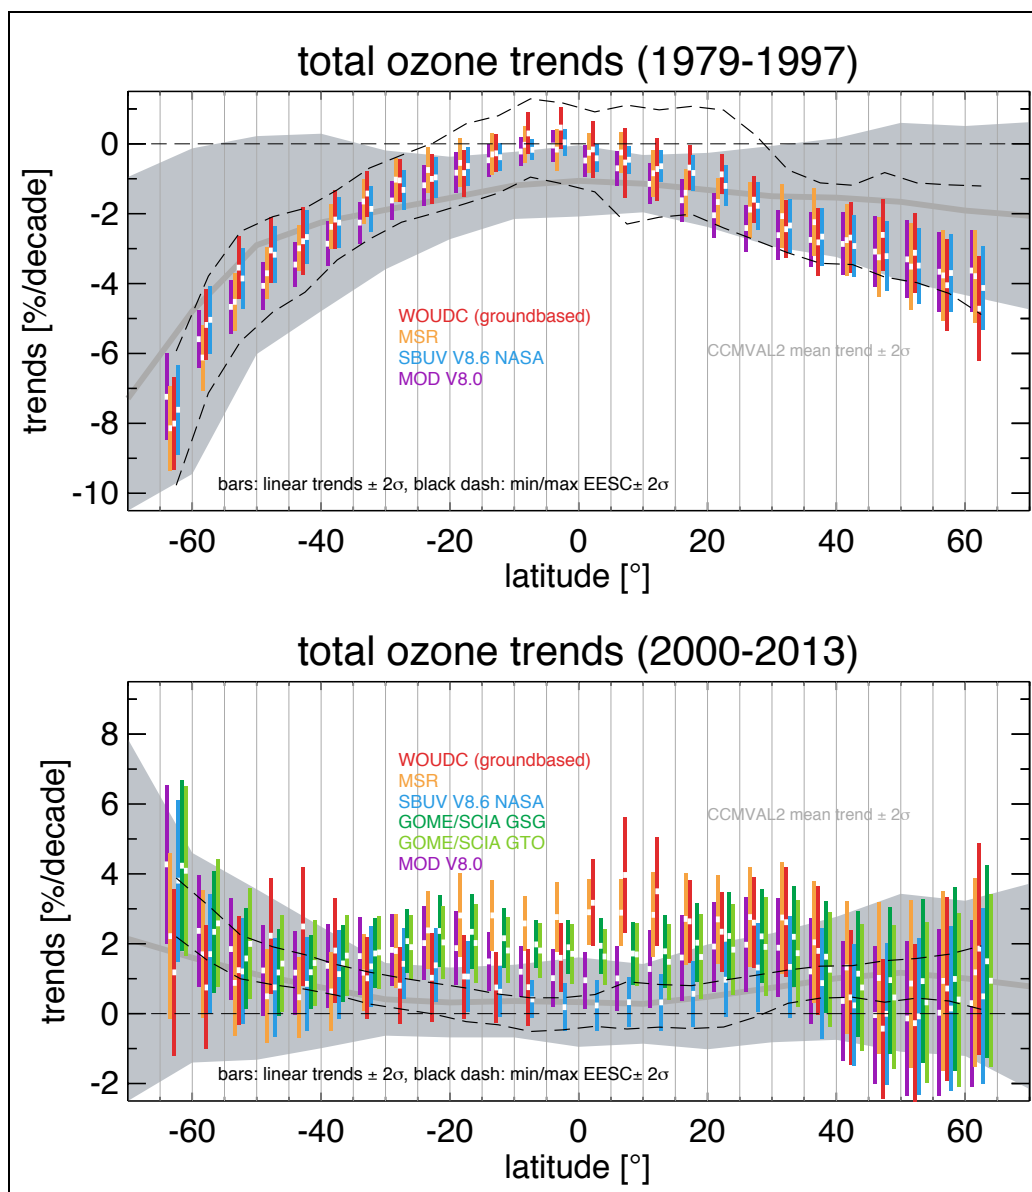 total ozone trends (1979-1997)
trends [%/decade]
0
-2
-4
-6
-8
-10
WOUDC (groundbased)
MSR
SBUV V8.6 NASA
MOD V8.0
CCMVAL2 mean trend ± 2σ
bars: linear trends ± 2σ, black dash: min/max EESC± 2σ
-60 -40 -20 0 20 40 60
latitude [°]
total ozone trends (2000-2013)
trends [%/decade]
8
6
4
2
0
-2
WOUDC (groundbased)
MSR
SBUV V8.6 NASA
GOME/SCIA GSG
GOME/SCIA GTO
MOD V8.0
CCMVAL2 mean trend ± 2σ
bars: linear trends ± 2σ, black dash: min/max EESC± 2σ
-60 -40 -20 0 20 40 60
latitude [°]